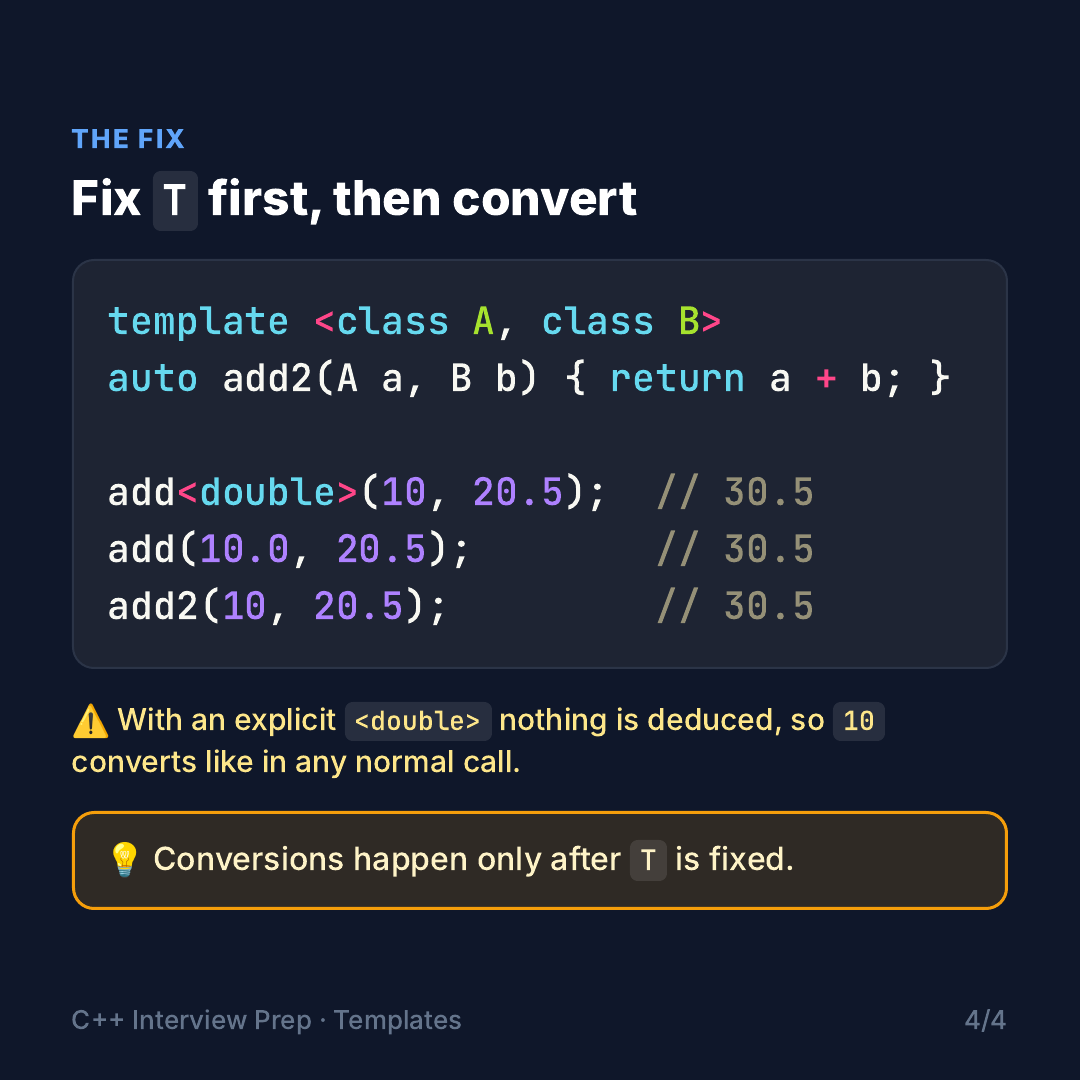 THE FIX
Fix T first, then convert
template <class A, class B>
auto add2(A a, B b) { return a + b; }
add<double>(10, 20.5);  // 30.5
add(10.0, 20.5);        // 30.5
add2(10, 20.5);         // 30.5
⚠️ With an explicit <double> nothing is deduced, so 10
converts like in any normal call.
💡 Conversions happen only after T is fixed.
C++ Interview Prep · Templates
4/4